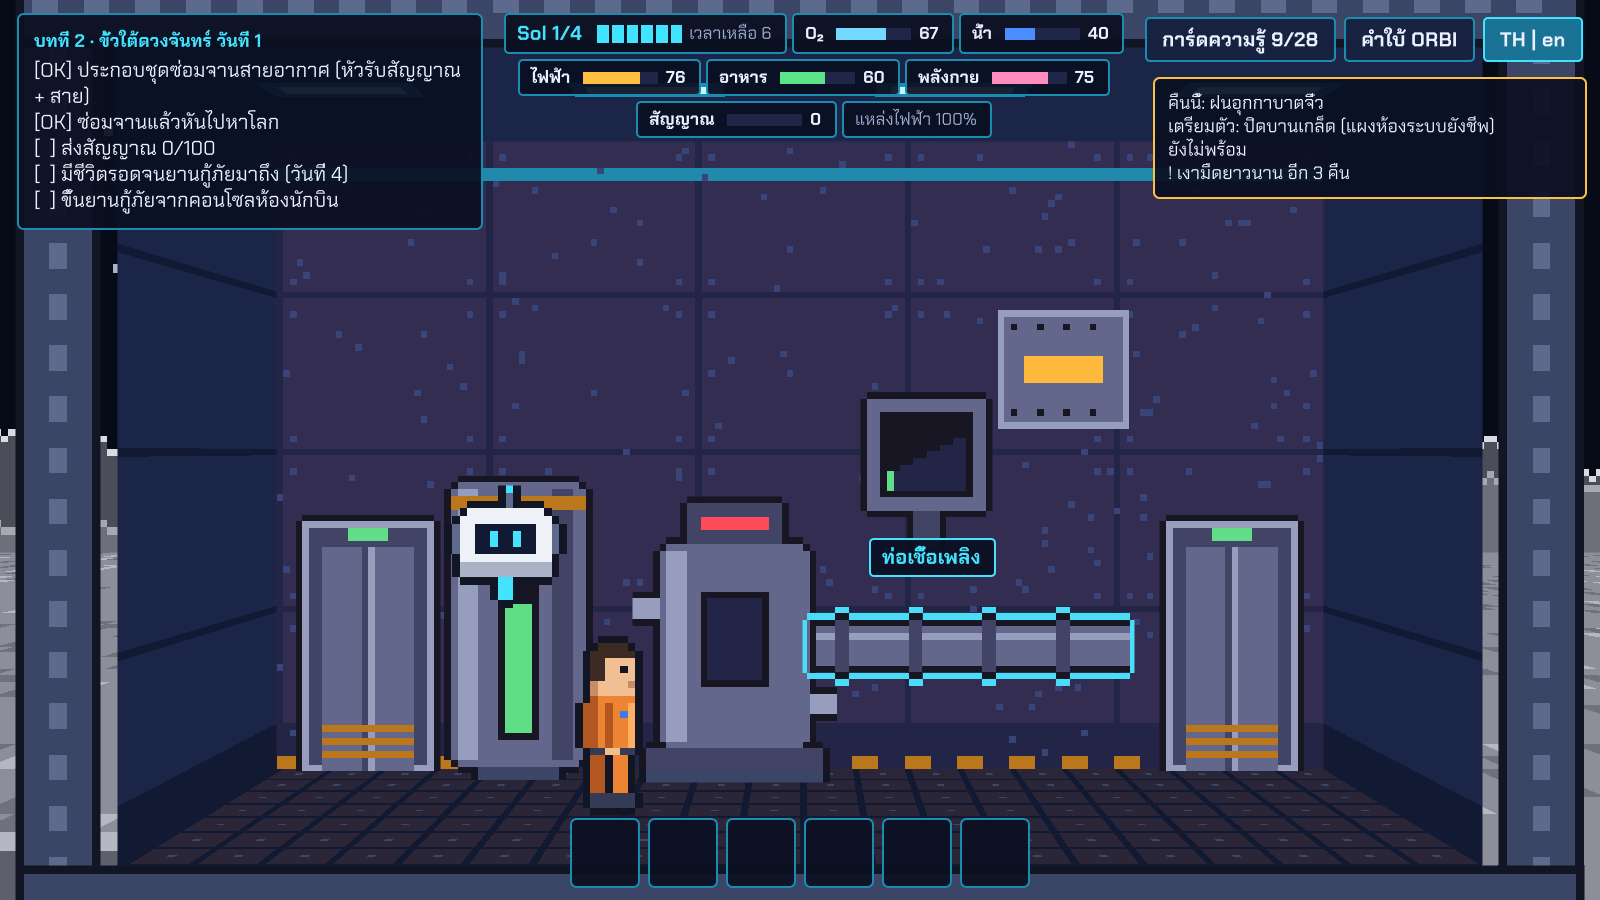 บทที่ 2 · ขั้วใต้ดวงจันทร์ วันที่ 1
[OK] ประกอบชุดซ่อมจานสายอากาศ (หัวรับสัญญาณ
+ สาย)
[OK] ซ่อมจานแล้วหันไปหาโลก
[ ] ส่งสัญญาณ 0/100
[ ] มีชีวิตรอดจนยานกู้ภัยมาถึง (วันที่ 4)
[ ] ขึ้นยานกู้ภัยจากคอนโซลห้องนักบิน
Sol 1/4 เวลาเหลือ 6
O₂ 67
น้ำ 40
ไฟฟ้า 76
อาหาร 60
พลังกาย 75
สัญญาณ 0
แหล่งไฟฟ้า 100%
การ์ดความรู้ 9/28
คำใบ้ ORBI
TH | en
คืนนี้: ฝนอุกกาบาตจิ๋ว
เตรียมตัว: ปิดบานเกล็ด (แผงห้องระบบยังชีพ)
ยังไม่พร้อม
! เงามืดยาวนาน อีก 3 คืน
ท่อเชื้อเพลิง